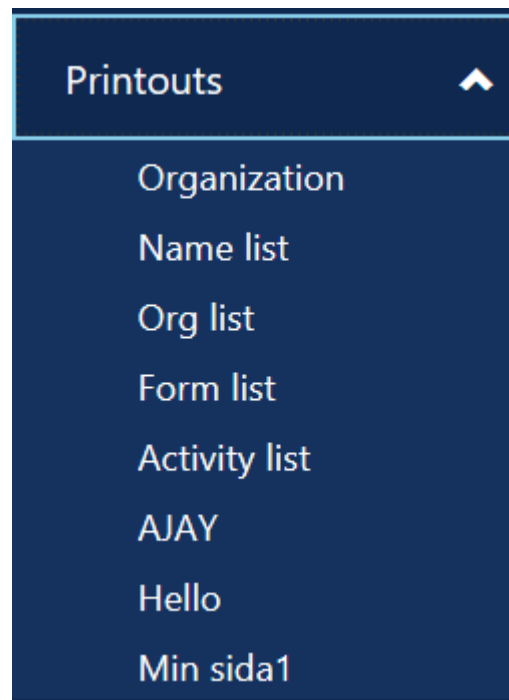 Printouts
Organization
Name list
Org list
Form list
Activity list
AJAY
Hello
Min sida1